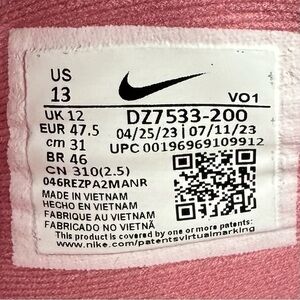 US
13
VO1
UK 12
DZ7533-200
EUR 47.5
04/25/23 | 07/11/23
cm 31
UPC 00196969109912
BR 46
CN 310(2.5)
046REZPA2MANR
MADE IN VIETNAM
HECHO EN VIETNAM
FABRIQUE AU VIETNAM
FABRICADO NO VIETNÃ
This product is covered by one or more patents:
www.nike.com/patentsvirtualmarking